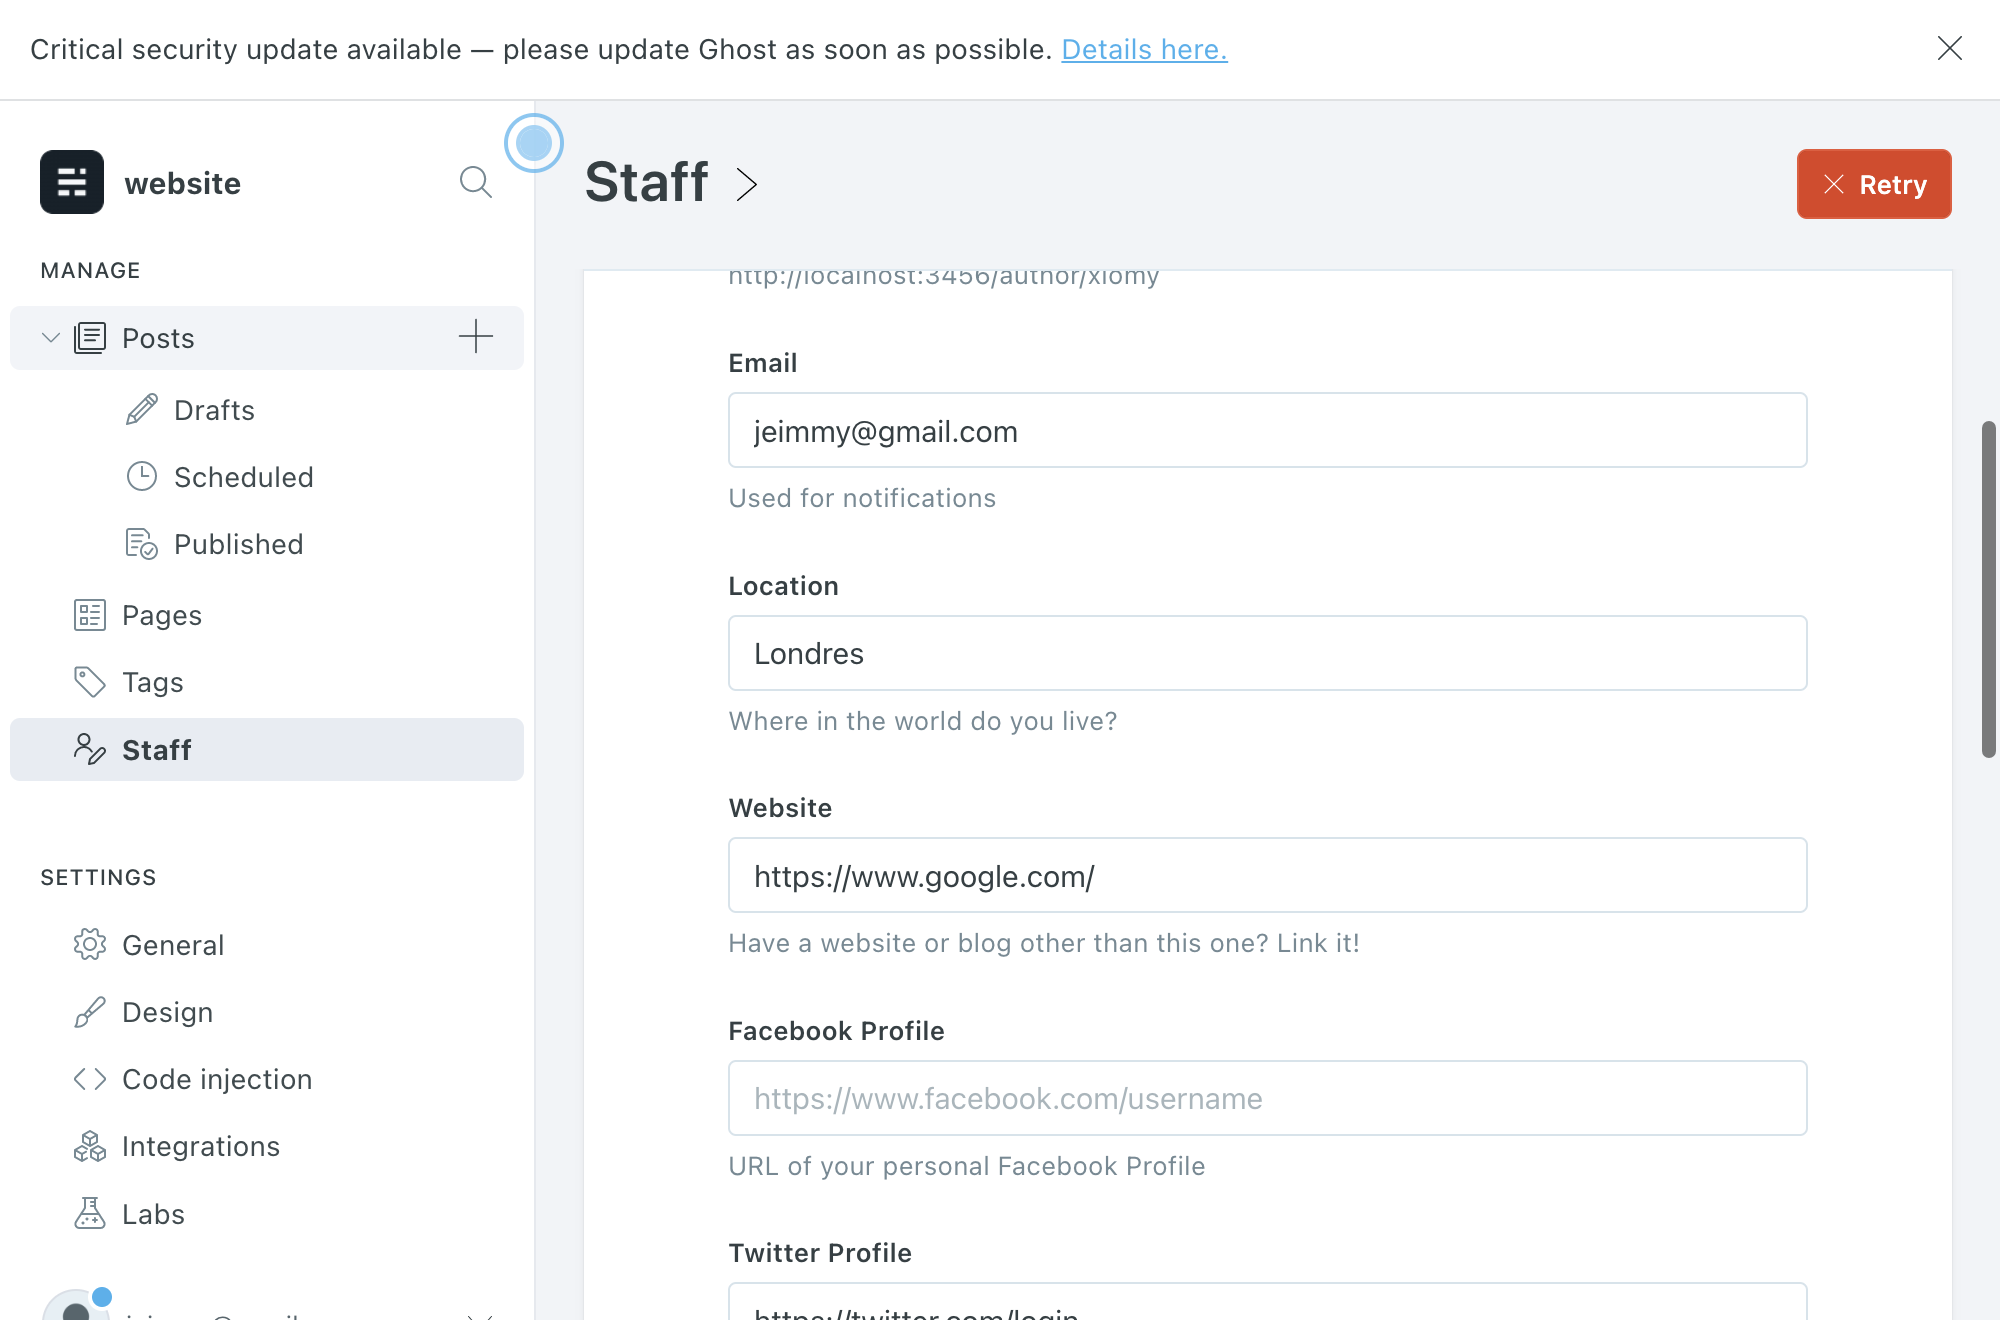 Critical security update available — please update Ghost as soon as possible. Details here.
website
MANAGE
Posts
Drafts
Scheduled
Published
Pages
Tags
Staff
SETTINGS
General
Design
Code injection
Integrations
Labs
Staff
Retry
http://localhost:3456/author/xiomy
Email
jeimmy@gmail.com
Used for notifications
Location
Londres
Where in the world do you live?
Website
https://www.google.com/
Have a website or blog other than this one? Link it!
Facebook Profile
https://www.facebook.com/username
URL of your personal Facebook Profile
Twitter Profile
https://twitter.com/login